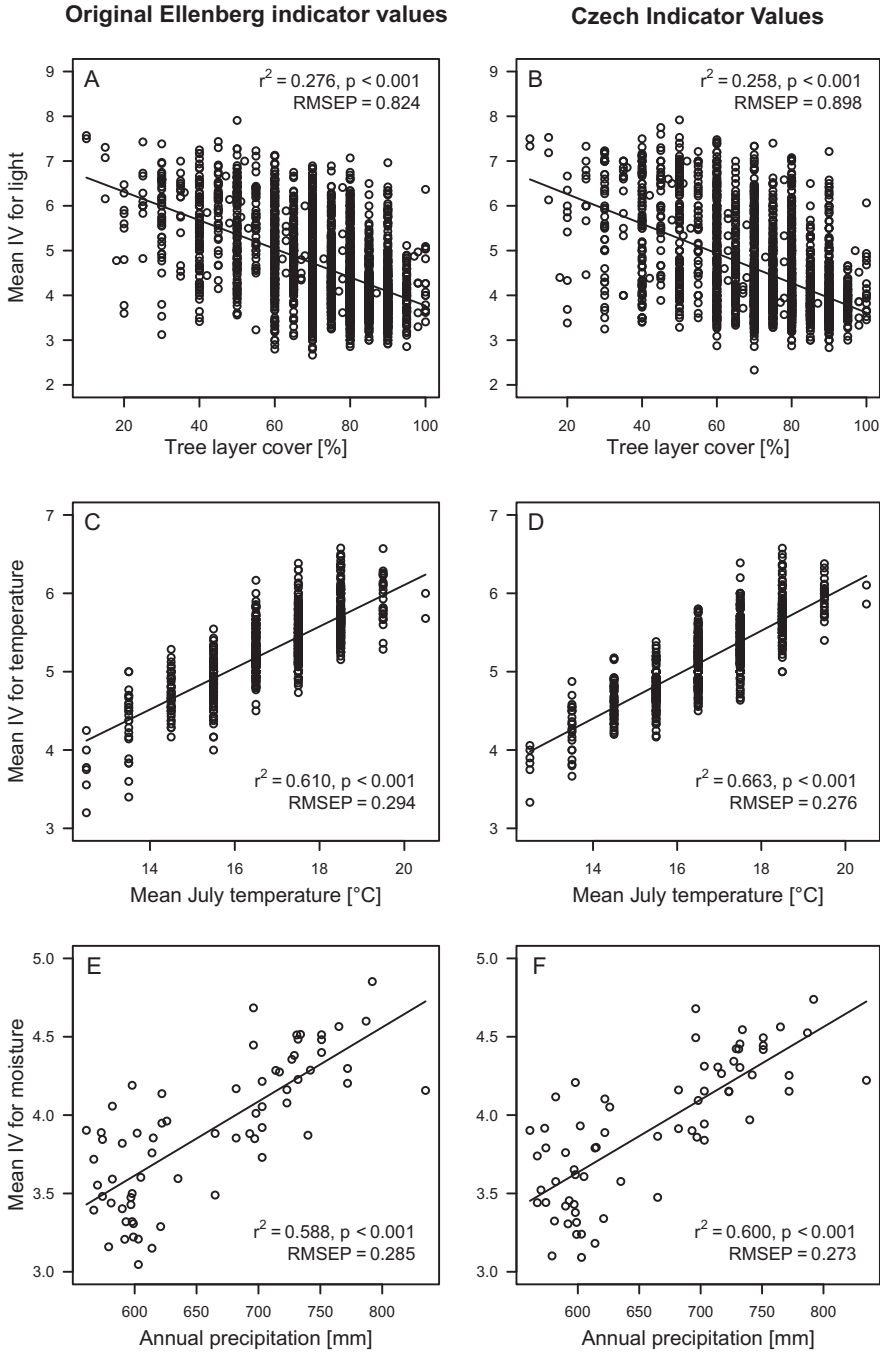 Original Ellenberg indicator values
Czech Indicator Values
A
r² = 0.276, p < 0.001
RMSEP = 0.824
9
8
7
6
5
4
3
2
Mean IV for light
20 40 60 80 100
Tree layer cover [%]
B
r² = 0.258, p < 0.001
RMSEP = 0.898
9
8
7
6
5
4
3
2
20 40 60 80 100
Tree layer cover [%]
C
7
6
5
4
3
Mean IV for temperature
r² = 0.610, p < 0.001
RMSEP = 0.294
14 16 18 20
Mean July temperature [°C]
D
7
6
5
4
3
r² = 0.663, p < 0.001
RMSEP = 0.276
14 16 18 20
Mean July temperature [°C]
E
5.0
4.5
4.0
3.5
3.0
Mean IV for moisture
r² = 0.588, p < 0.001
RMSEP = 0.285
600 650 700 750 800
Annual precipitation [mm]
F
5.0
4.5
4.0
3.5
3.0
r² = 0.600, p < 0.001
RMSEP = 0.273
600 650 700 750 800
Annual precipitation [mm]